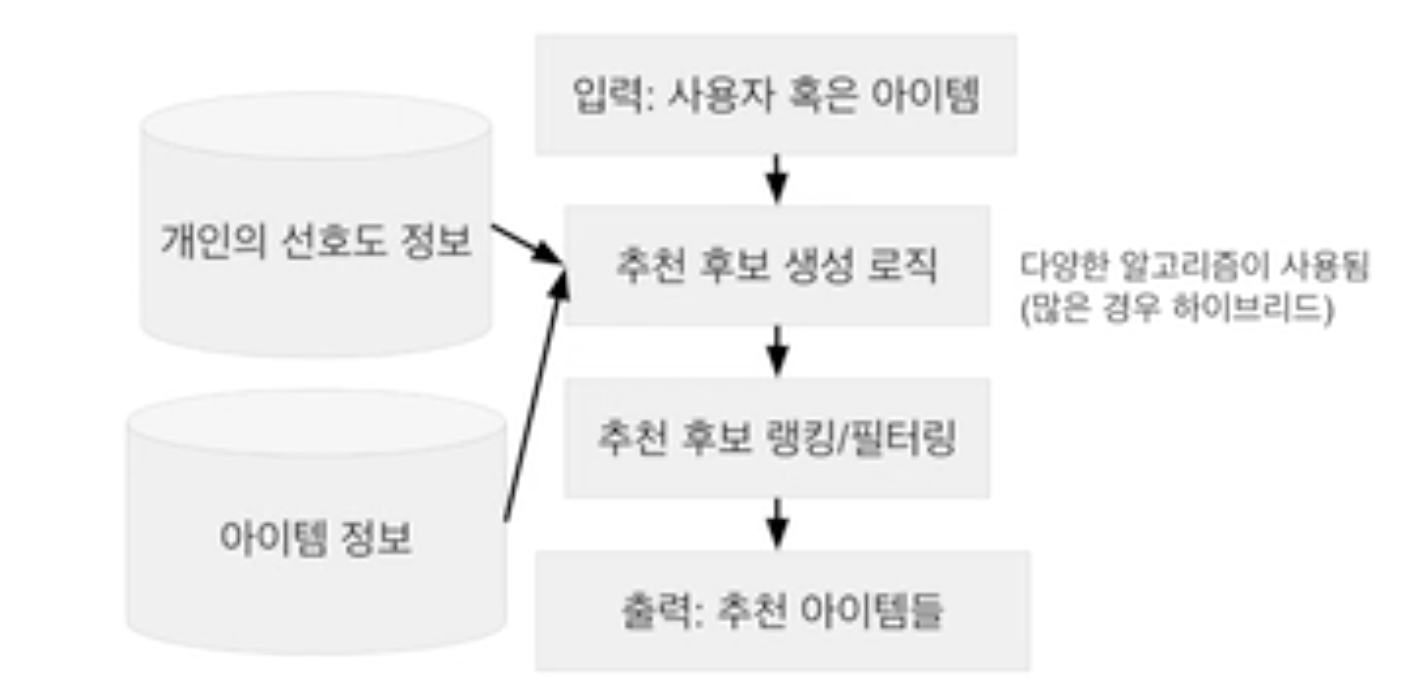 입력: 사용자 혹은 아이템
개인의 선호도 정보
추천 후보 생성 로직
다양한 알고리즘이 사용됨
(많은 경우 하이브리드)
추천 후보 랭킹/필터링
아이템 정보
출력: 추천 아이템들